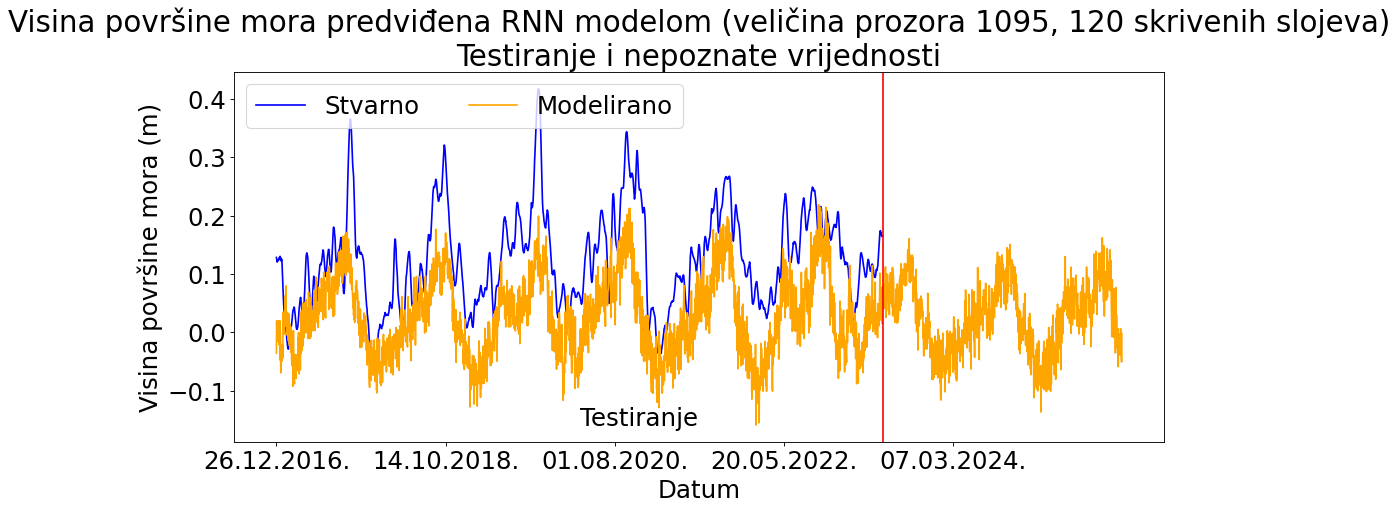 Visina površine mora predviđena RNN modelom (veličina prozora 1095, 120 skrivenih slojeva)
Testiranje i nepoznate vrijednosti
Stvarno Modelirano
Visina površine mora (m)
0.4
0.3
0.2
0.1
0.0
−0.1
Testiranje
26.12.2016. 14.10.2018. 01.08.2020. 20.05.2022. 07.03.2024.
Datum